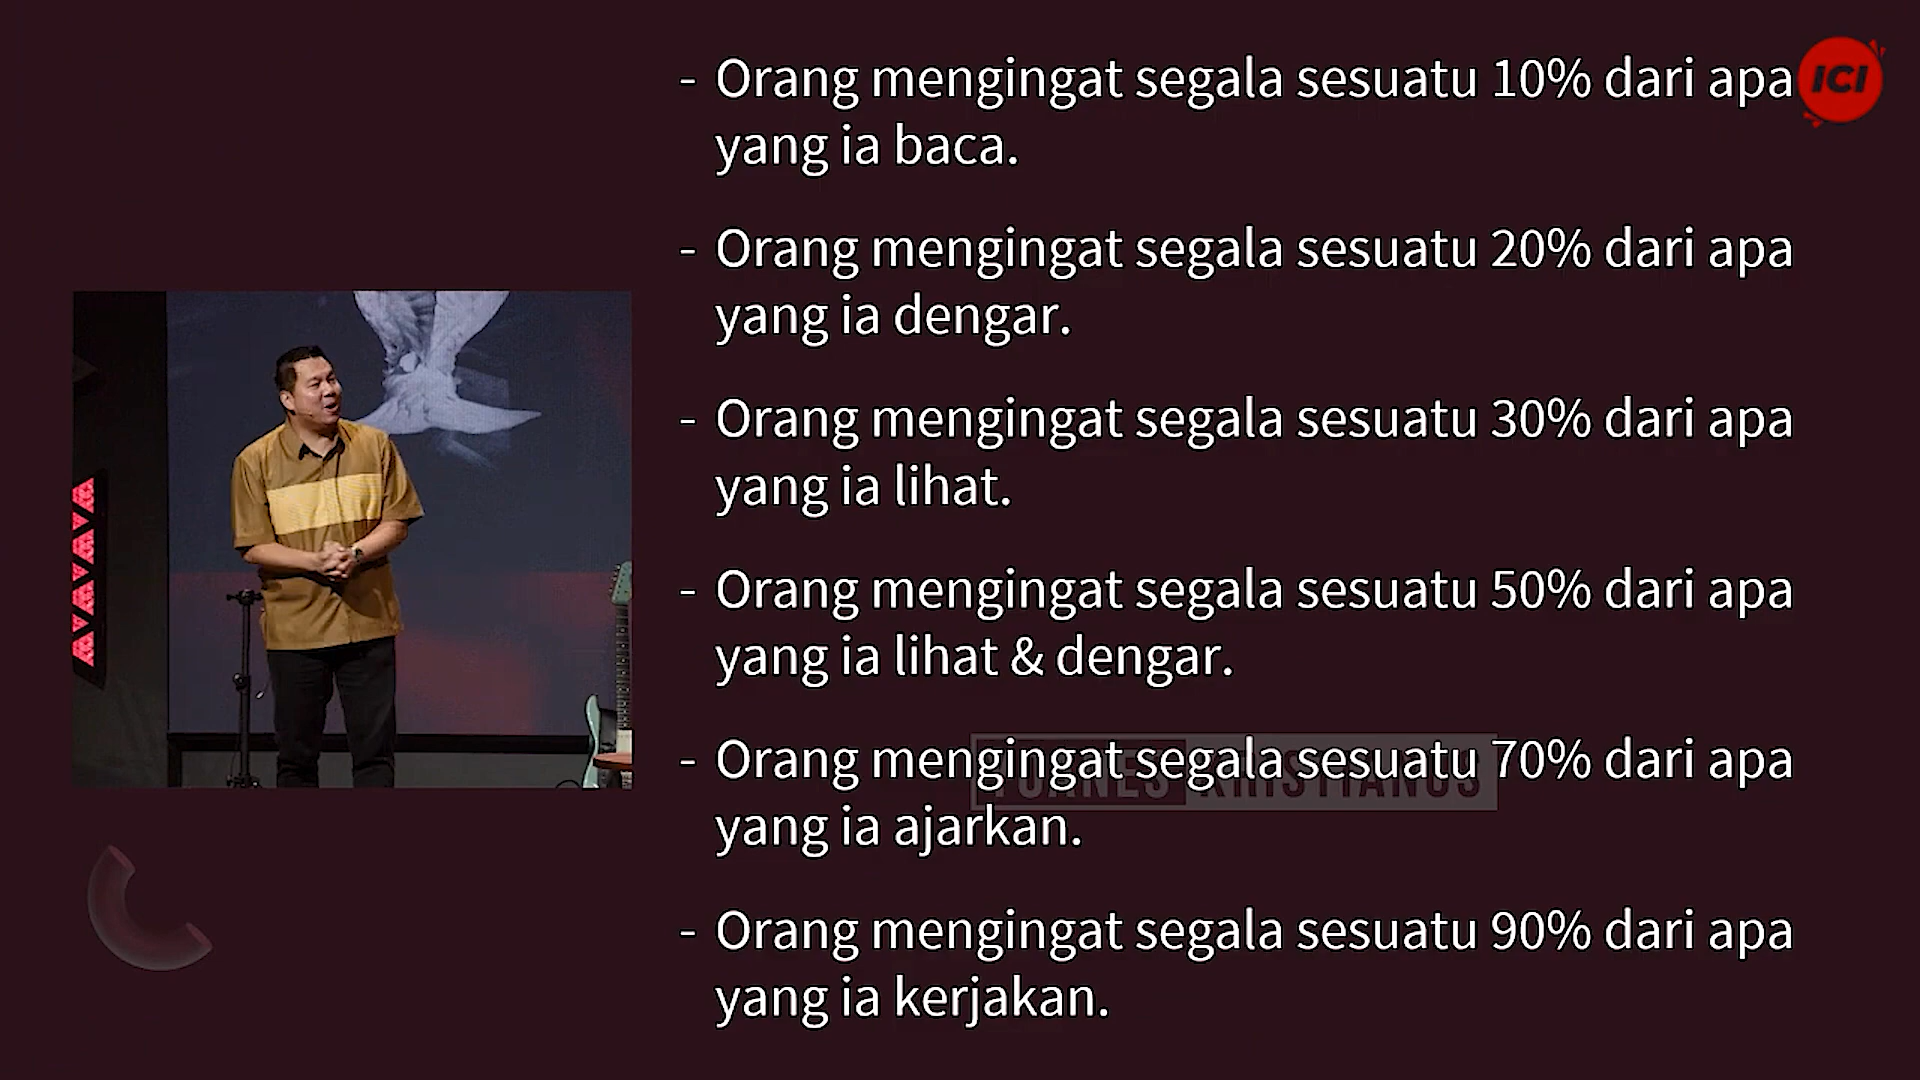 - Orang mengingat segala sesuatu 10% dari apa
yang ia baca.
ICI
- Orang mengingat segala sesuatu 20% dari apa
yang ia dengar.
- Orang mengingat segala sesuatu 30% dari apa
yang ia lihat.
- Orang mengingat segala sesuatu 50% dari apa
yang ia lihat & dengar.
- Orang mengingat segala sesuatu 70% dari apa
yang ia ajarkan.
- Orang mengingat segala sesuatu 90% dari apa
yang ia kerjakan.